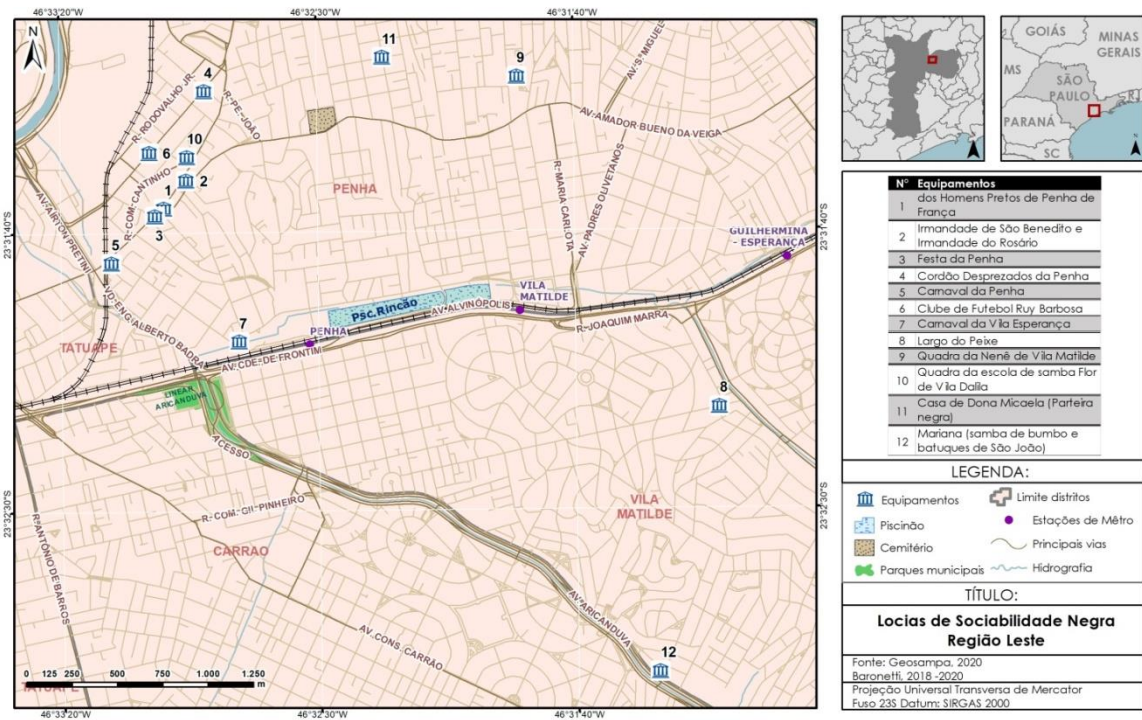 46°33'20"W
46°32'30"W
46°31'40"W
N
11
9
4
10
6
2
1
3
5
7
8
12
R. RODOVALHO JR.
R. PE. JOÃO
AV. S. MIGUEL
AV. AMADOR BUENO DA VEIGA
PENHA
R. COM. CANTINHO
R. MARIA CARLOTA
AV. PADRES OLIVETANOS
AV. AIRTON PRETINI
23°31'40"S
23°31'40"S
GUILHERMINA
- ESPERANÇA
VILA
MATILDE
Psc. Rincão
AV. ALVINÓPOLIS
PENHA
R. JOAQUIM MARRA
VD. ENG. ALBERTO BADRA
TATUAPE
AV. CDE. DE FRONTIM
LINEAR
ARICANDUVA
ACESSO
23°32'30"S
23°32'30"S
R. COM. GIL PINHEIRO
VILA
MATILDE
CARRAO
R. ANTÔNIO DE BARROS
AV. ARICANDUVA
AV. CONS. CARRÃO
TATUAPE
0 125 250 500 750 1.000 1.250
m
46°33'20"W
46°32'30"W
46°31'40"W
GOIÁS
MINAS
GERAIS
MS
SÃO
PAULO
RJ
PARANÁ
SC
N
N° Equipamentos
1 dos Homens Pretos de Penha de
França
2 Irmandade de São Benedito e
Irmandade do Rosário
3 Festa da Penha
4 Cordão Desprezados da Penha
5 Carnaval da Penha
6 Clube de Futebol Ruy Barbosa
7 Carnaval da Vila Esperança
8 Largo do Peixe
9 Quadra da Nenê de Vila Matilde
10 Quadra da escola de samba Flor
de Vila Dalila
11 Casa de Dona Micaela (Parteira
negra)
12 Mariana (samba de bumbo e
batuques de São João)
LEGENDA:
Equipamentos
Limite distritos
Piscinão
Estações de Mêtro
Cemitério
Principais vias
Parques municipais
Hidrografia
TÍTULO:
Locias de Sociabilidade Negra
Região Leste
Fonte: Geosampa, 2020
Baronetti, 2018 -2020
Projeção Universal Transversa de Mercator
Fuso 23S Datum: SIRGAS 2000